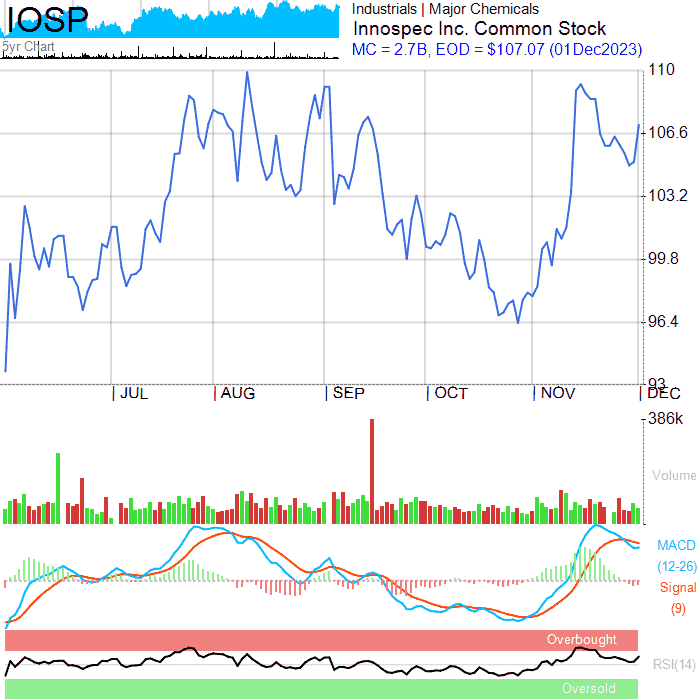 IOSP
5yr Chart
Industrials | Major Chemicals
Innospec Inc. Common Stock
MC = 2.7B, EOD = $107.07 (01Dec2023)
110
106.6
103.2
99.8
96.4
93
| JUL | AUG | SEP | OCT | NOV | DEC
386k
Volume
MACD
(12-26)
Signal
(9)
Overbought
RSI(14)
Oversold